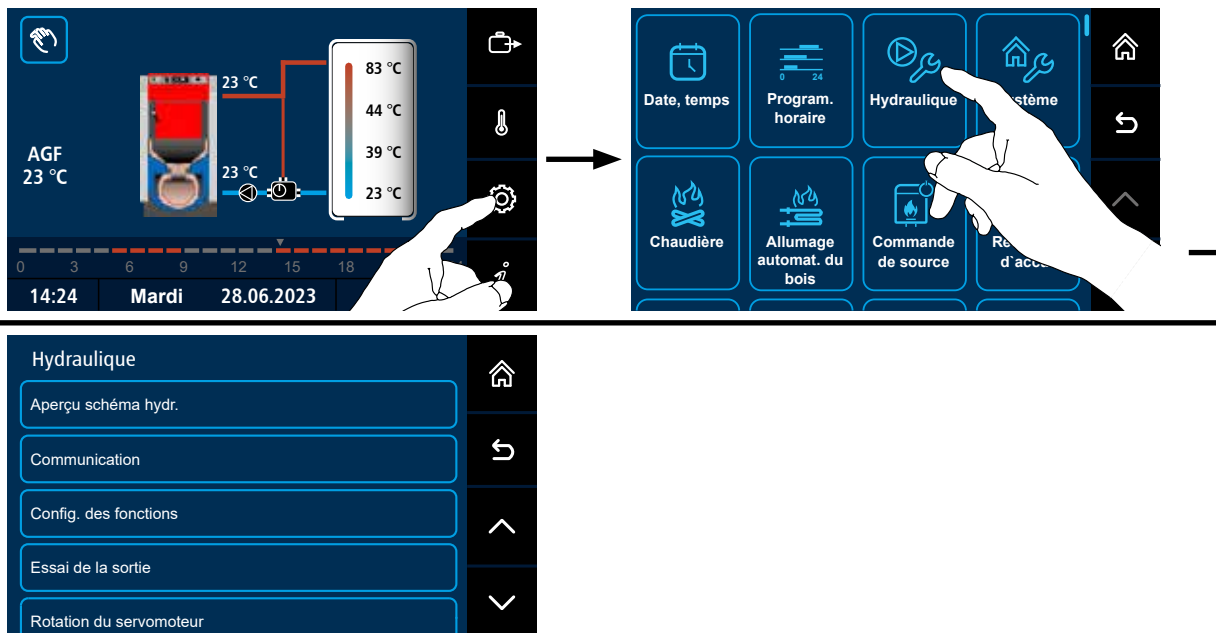 23 °C
83 °C
44 °C
AGF
23 °C
39 °C
23 °C
23 °C
0 3 6 9 12 15 18
14:24 Mardi 28.06.2023
0 24
Date, temps
Program.
horaire
Hydraulique
Chaudière
Allumage
automat. du
bois
Commande
de source
Hydraulique
Aperçu schéma hydr.
Communication
Config. des fonctions
Essai de la sortie
Rotation du servomoteur